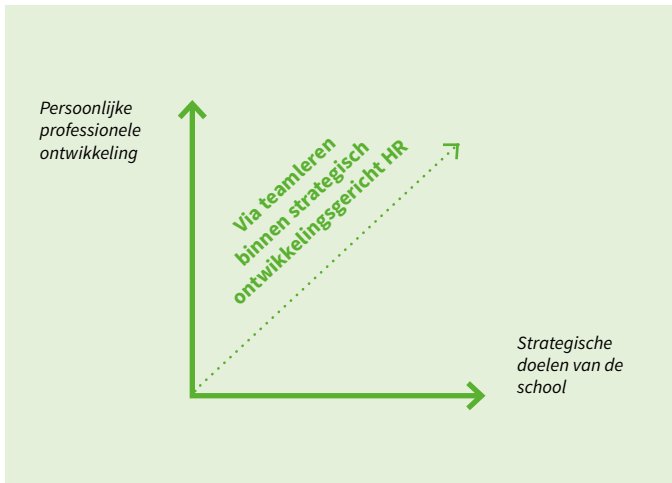 Persoonlijke
professionele
ontwikkeling
Via teamleren
binnen strategisch
ontwikkelingsgericht HR
Strategische
doelen van de
school